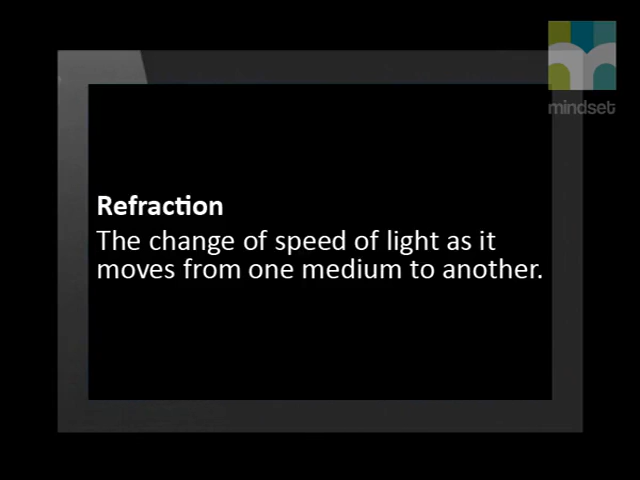 mindset
Refraction
The change of speed of light as it
moves from one medium to another.